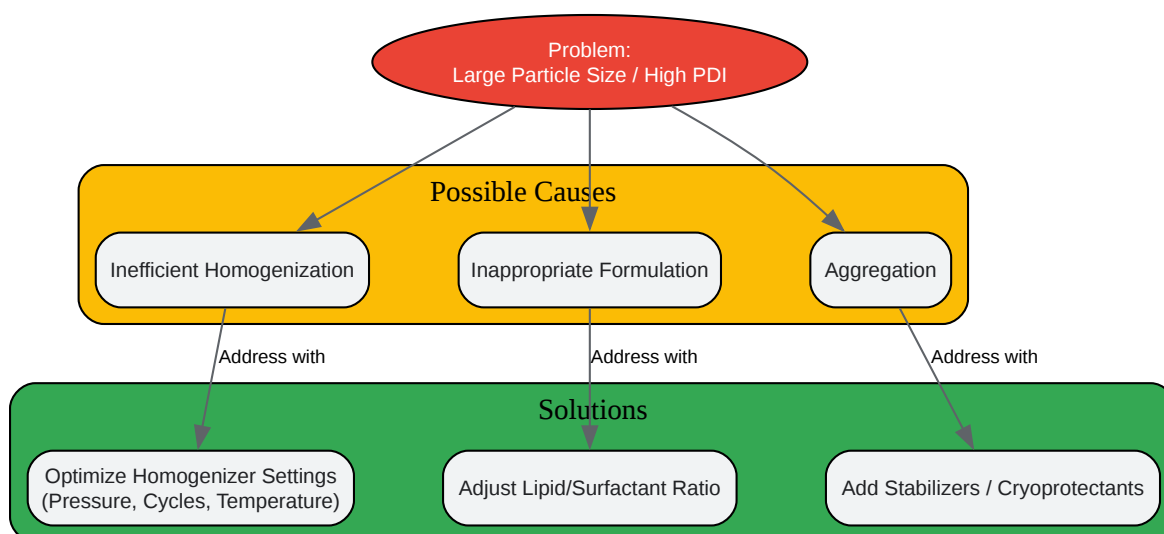 Problem:
Large Particle Size / High PDI
Possible Causes
Inefficient Homogenization
Inappropriate Formulation
Aggregation
Address with
Address with
Address with
Solutions
Optimize Homogenizer Settings
(Pressure, Cycles, Temperature)
Adjust Lipid/Surfactant Ratio
Add Stabilizers / Cryoprotectants